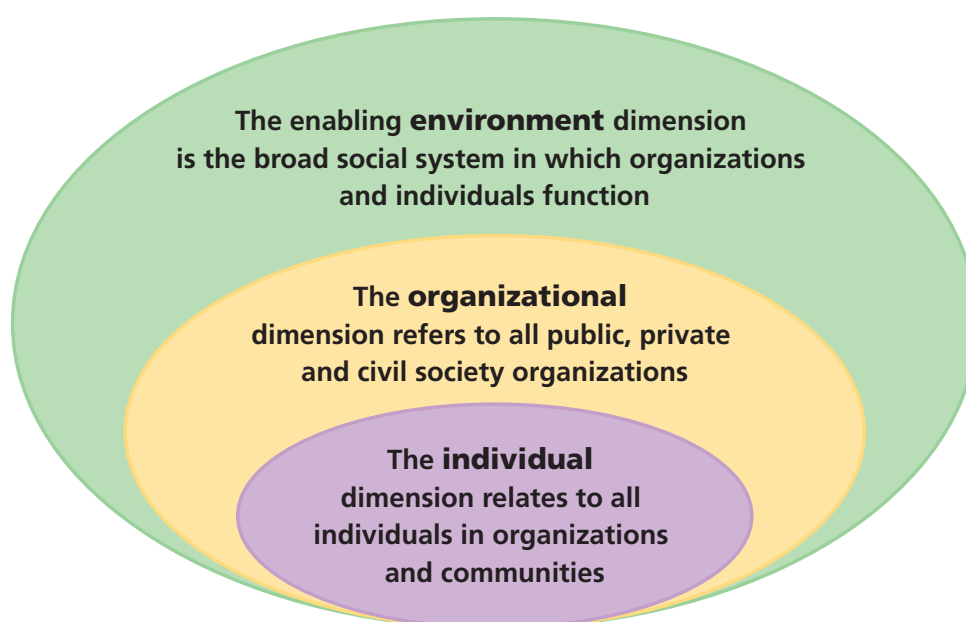 The enabling environment dimension
is the broad social system in which organizations
and individuals function
The organizational
dimension refers to all public, private
and civil society organizations
The individual
dimension relates to all
individuals in organizations
and communities